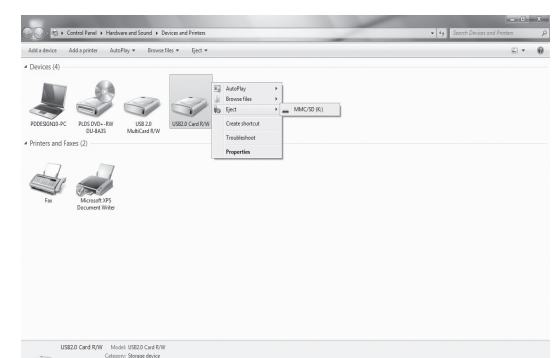 Control Panel ▸ Hardware and Sound ▸ Devices and Printers
Search Devices and Printers
Add a device Add a printer AutoPlay Browse files Eject
Devices (4)
PDDESIGN10-PC
PLDS DVD+-RW
DU-8A3S
USB 2.0
MultiCard R/W
USB2.0 Card R/W
AutoPlay
Browse files
Eject
MMC/SD (K:)
Create shortcut
Troubleshoot
Properties
Printers and Faxes (2)
Fax
Microsoft XPS
Document Writer
USB2.0 Card R/W Model: USB2.0 Card R/W
Category: Storage device